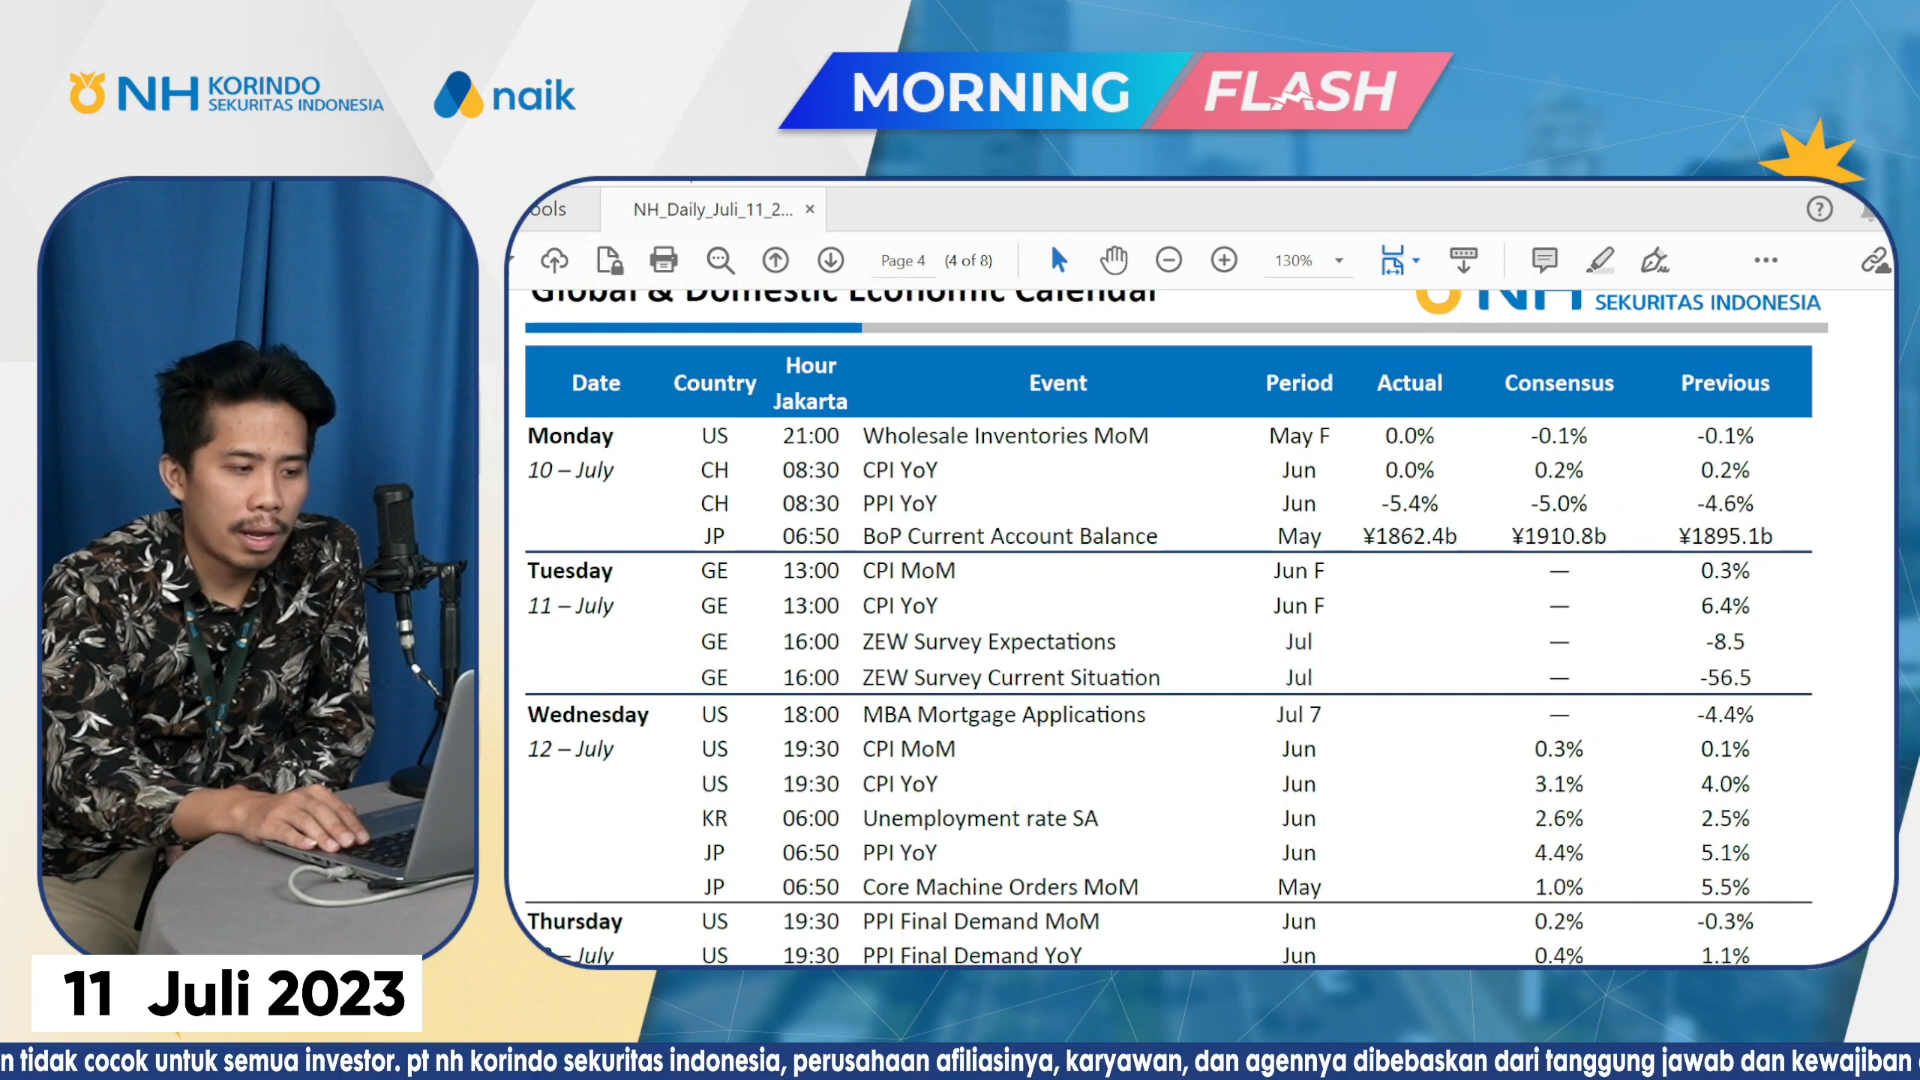 NH KORINDO
SEKURITAS INDONESIA
naik
MORNING FLASH
ools
NH_Daily_Juli_11_2... ×
?
Page 4 (4 of 8)
130%
Global & Domestic Economic Calendar
NH
SEKURITAS INDONESIA
Date Country Hour Jakarta Event Period Actual Consensus Previous
Monday US 21:00 Wholesale Inventories MoM May F 0.0% -0.1% -0.1%
10 – July CH 08:30 CPI YoY Jun 0.0% 0.2% 0.2%
CH 08:30 PPI YoY Jun -5.4% -5.0% -4.6%
JP 06:50 BoP Current Account Balance May ¥1862.4b ¥1910.8b ¥1895.1b
Tuesday GE 13:00 CPI MoM Jun F — 0.3%
11 – July GE 13:00 CPI YoY Jun F — 6.4%
GE 16:00 ZEW Survey Expectations Jul — -8.5
GE 16:00 ZEW Survey Current Situation Jul — -56.5
Wednesday US 18:00 MBA Mortgage Applications Jul 7 — -4.4%
12 – July US 19:30 CPI MoM Jun 0.3% 0.1%
US 19:30 CPI YoY Jun 3.1% 4.0%
KR 06:00 Unemployment rate SA Jun 2.6% 2.5%
JP 06:50 PPI YoY Jun 4.4% 5.1%
JP 06:50 Core Machine Orders MoM May 1.0% 5.5%
Thursday US 19:30 PPI Final Demand MoM Jun 0.2% -0.3%
– July US 19:30 PPI Final Demand YoY Jun 0.4% 1.1%
11 Juli 2023
n tidak cocok untuk semua investor. pt nh korindo sekuritas indonesia, perusahaan afiliasinya, karyawan, dan agennya dibebaskan dari tanggung jawab dan kewajiban